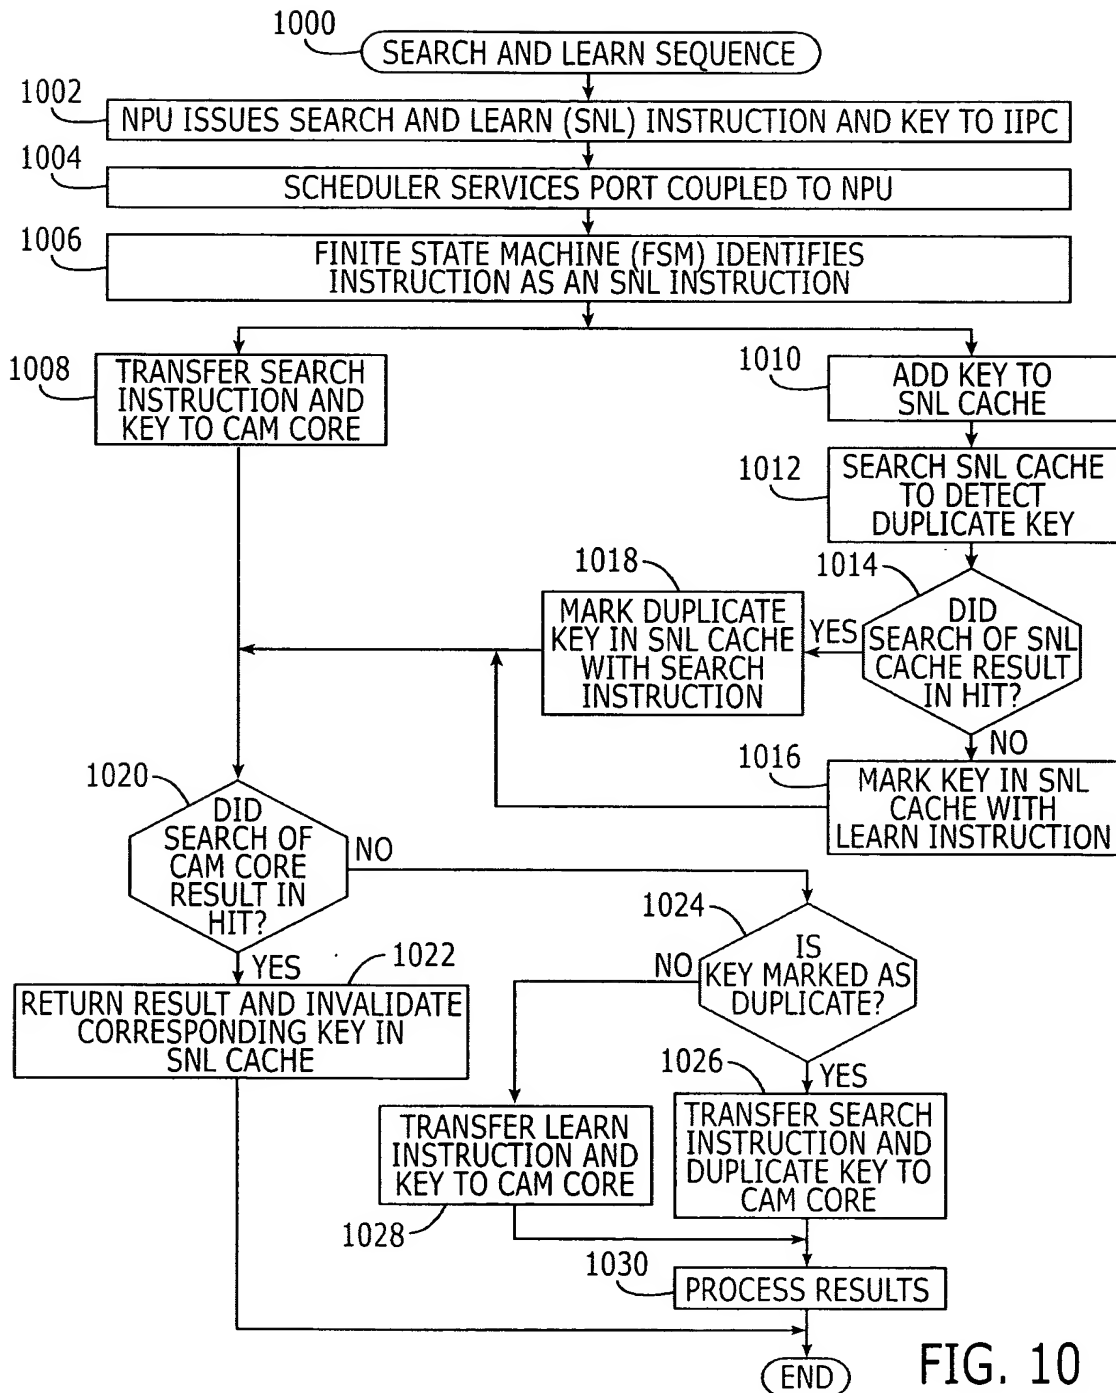 1000
SEARCH AND LEARN SEQUENCE
1002
NPU ISSUES SEARCH AND LEARN (SNL) INSTRUCTION AND KEY TO IIPC
1004
SCHEDULER SERVICES PORT COUPLED TO NPU
1006
FINITE STATE MACHINE (FSM) IDENTIFIES
INSTRUCTION AS AN SNL INSTRUCTION
1008
TRANSFER SEARCH
INSTRUCTION AND
KEY TO CAM CORE
1010
ADD KEY TO
SNL CACHE
1012
SEARCH SNL CACHE
TO DETECT
DUPLICATE KEY
1014
DID
SEARCH OF SNL
CACHE RESULT
IN HIT?
YES
1018
MARK DUPLICATE
KEY IN SNL CACHE
WITH SEARCH
INSTRUCTION
NO
1016
MARK KEY IN SNL
CACHE WITH
LEARN INSTRUCTION
1020
DID
SEARCH OF
CAM CORE
RESULT IN
HIT?
NO
YES
1022
RETURN RESULT AND INVALIDATE
CORRESPONDING KEY IN
SNL CACHE
1024
IS
KEY MARKED AS
DUPLICATE?
NO
YES
1026
TRANSFER SEARCH
INSTRUCTION AND
DUPLICATE KEY TO
CAM CORE
TRANSFER LEARN
INSTRUCTION AND
KEY TO CAM CORE
1028
1030
PROCESS RESULTS
END
FIG. 10